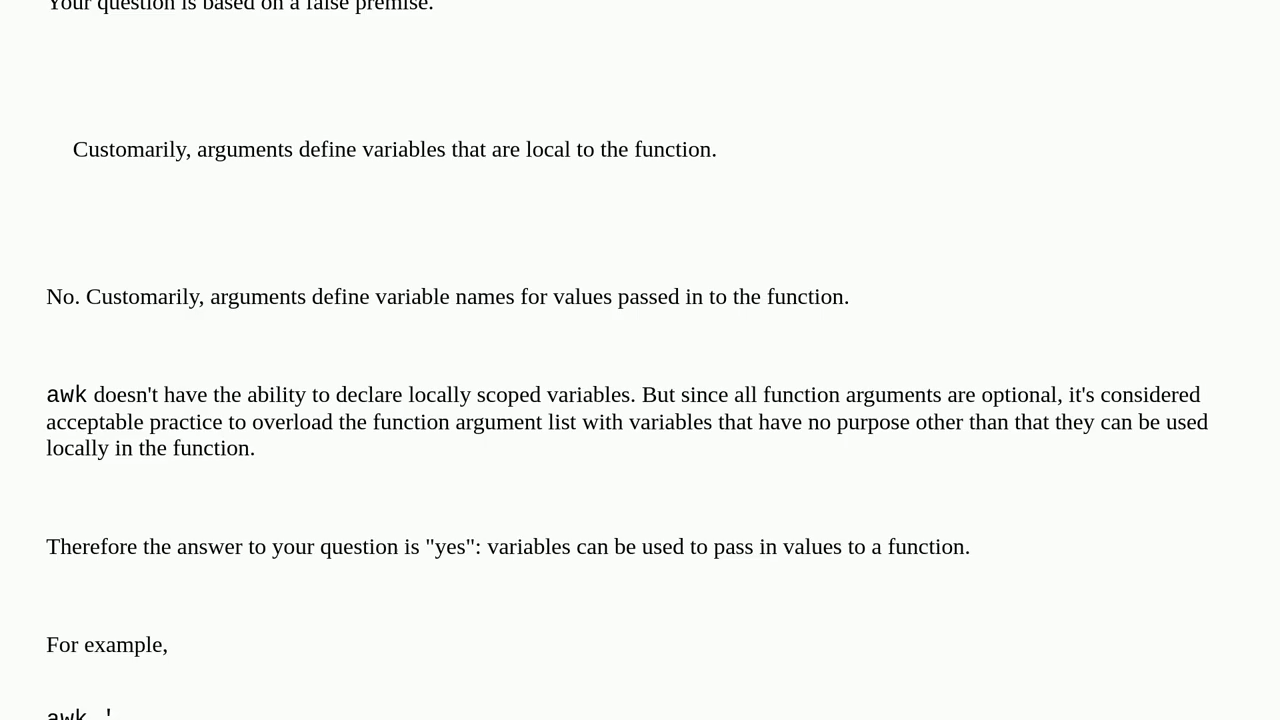 Your question is based on a false premise.
Customarily, arguments define variables that are local to the function.
No. Customarily, arguments define variable names for values passed in to the function.
awk doesn't have the ability to declare locally scoped variables. But since all function arguments are optional, it's considered
acceptable practice to overload the function argument list with variables that have no purpose other than that they can be used
locally in the function.
Therefore the answer to your question is "yes": variables can be used to pass in values to a function.
For example,
awk '